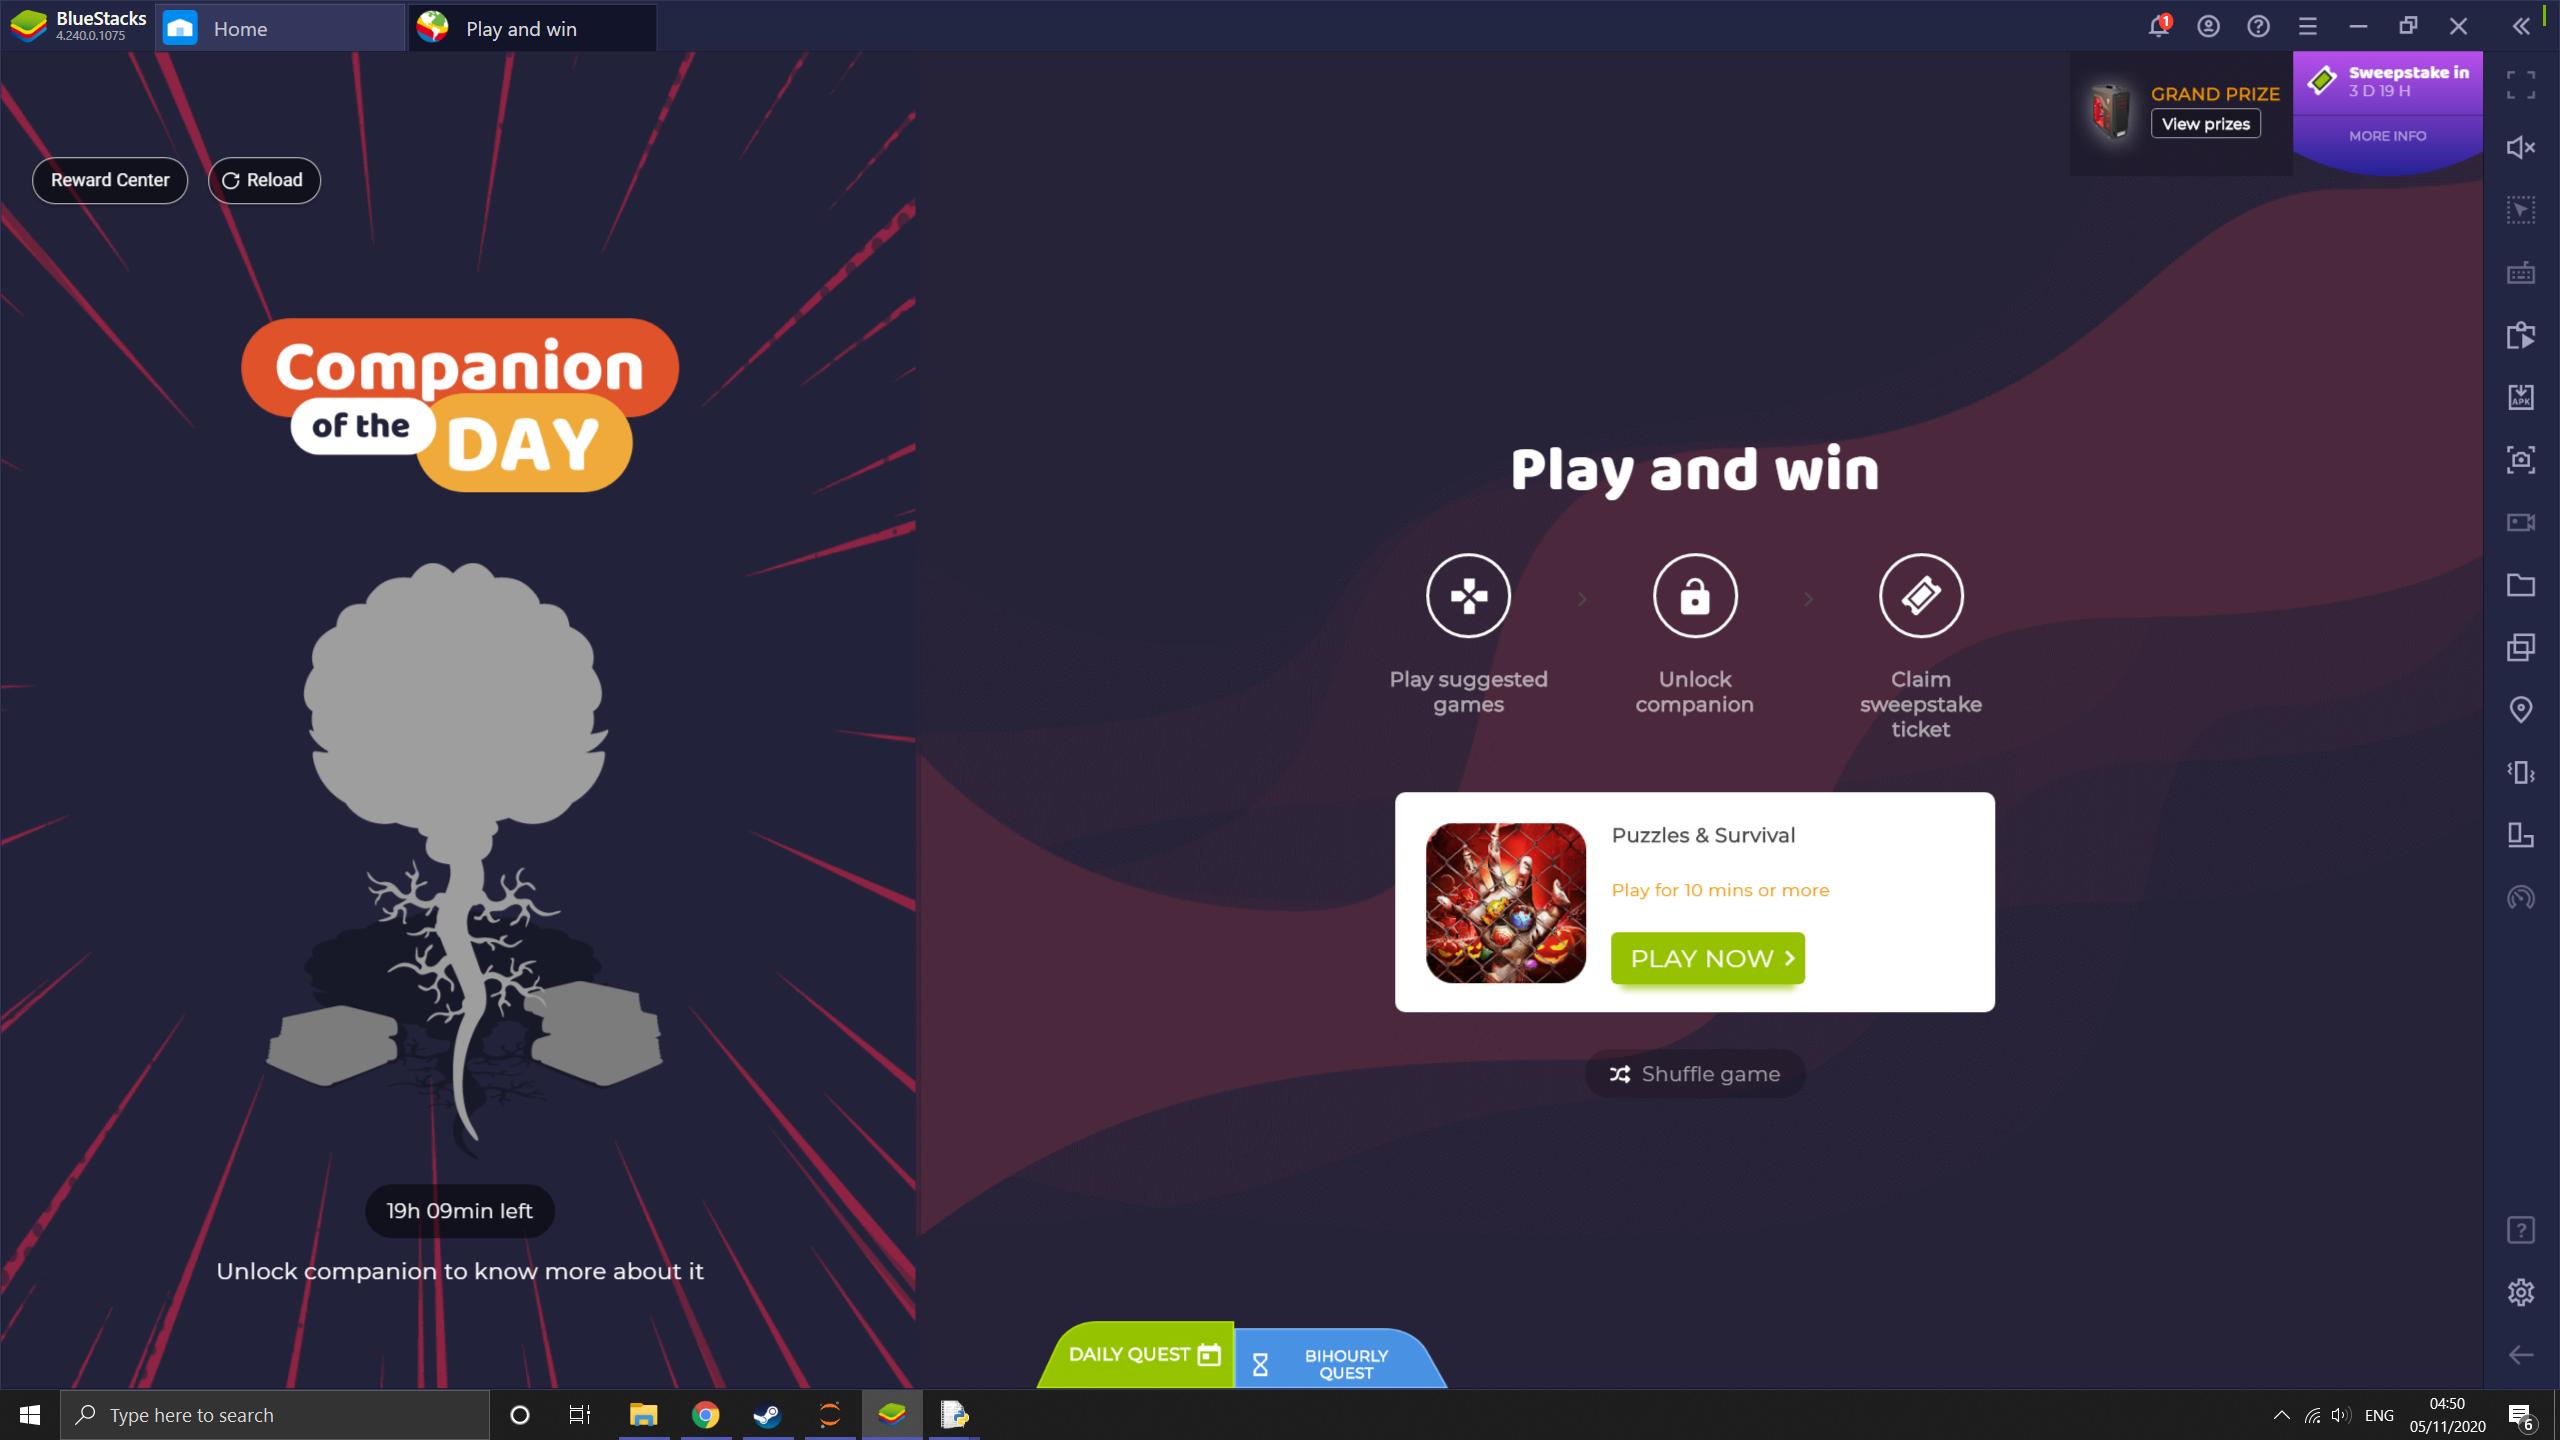 BlueStacks
4.240.0.1075
Home
Play and win
1
GRAND PRIZE
View prizes
Sweepstake in
3 D 19 H
MORE INFO
Reward Center
Reload
Companion
of the
DAY
Play and win
Play suggested
games
Unlock
companion
Claim
sweepstake
ticket
Puzzles & Survival
Play for 10 mins or more
PLAY NOW
Shuffle game
19h 09min left
Unlock companion to know more about it
DAILY QUEST
BIHOURLY
QUEST
APK
Type here to search
ENG
04:50
05/11/2020
6